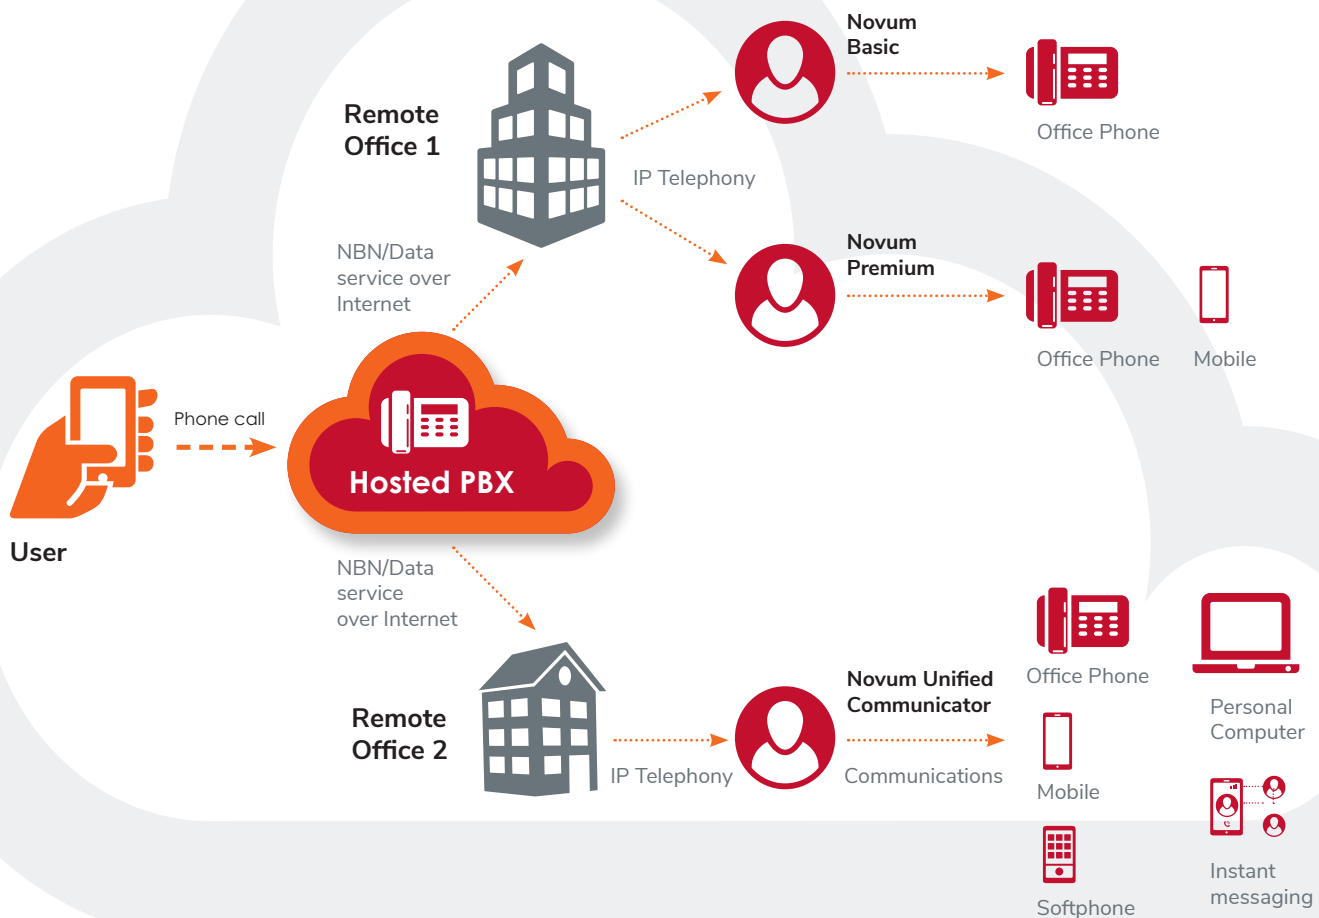 Novum
Basic
Office Phone
Remote
Office 1
IP Telephony
Novum
Premium
Office Phone
Mobile
NBN/Data
service over
Internet
Phone call
Hosted PBX
User
NBN/Data
service
over Internet
Remote
Office 2
IP Telephony
Novum Unified
Communicator
Communications
Office Phone
Personal
Computer
Mobile
Instant
messaging
Softphone